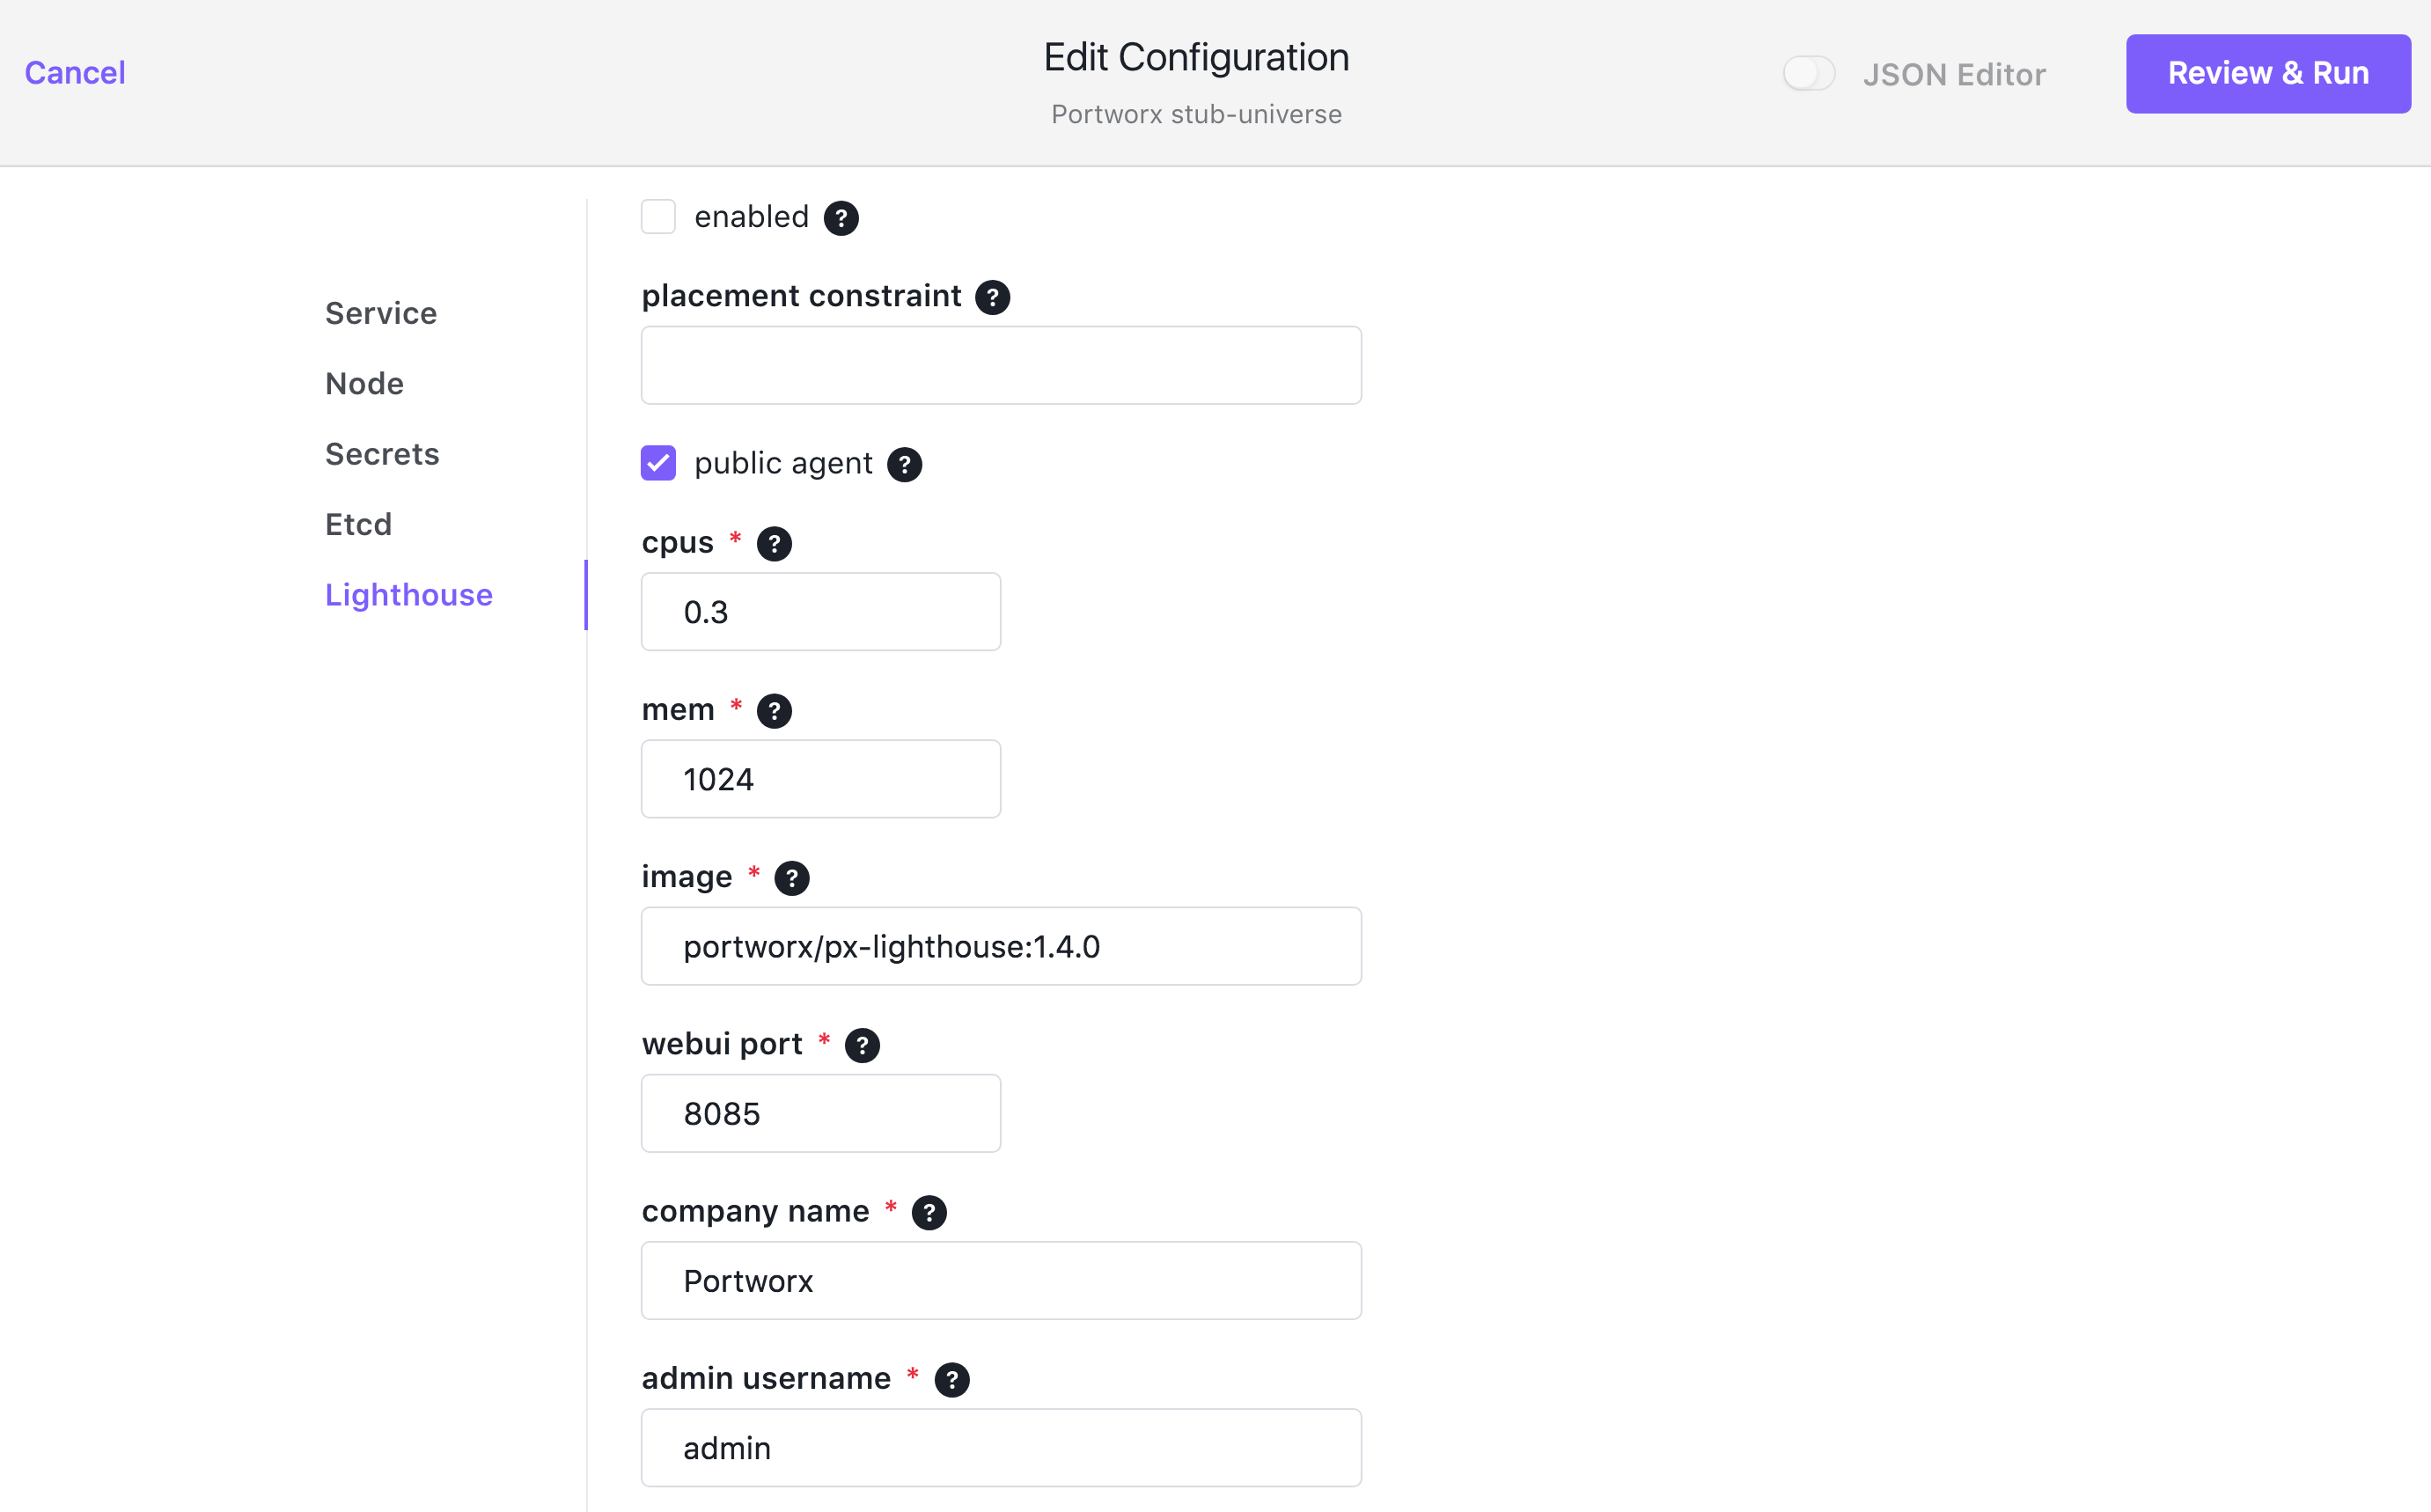 Cancel
Edit Configuration
Portworx stub-universe
JSON Editor
Review & Run
Service
Node
Secrets
Etcd
Lighthouse
enabled ?
placement constraint ?
public agent ?
cpus * ?
0.3
mem * ?
1024
image * ?
portworx/px-lighthouse:1.4.0
webui port * ?
8085
company name * ?
Portworx
admin username * ?
admin